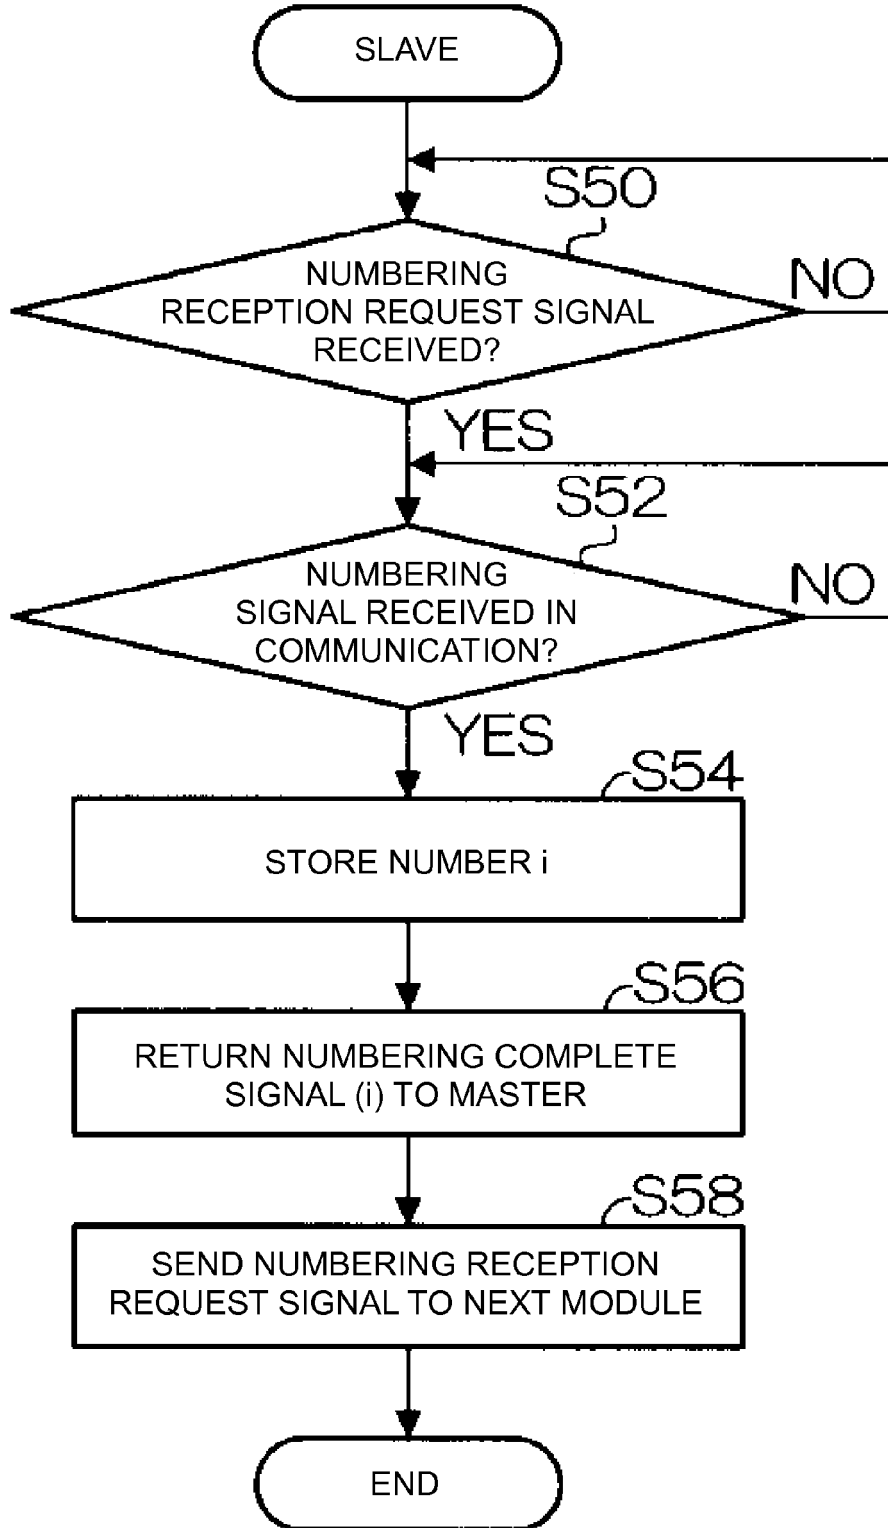 SLAVE
S50
NUMBERING
RECEPTION REQUEST SIGNAL
RECEIVED?
NO
YES
S52
NUMBERING
SIGNAL RECEIVED IN
COMMUNICATION?
NO
YES
S54
STORE NUMBER i
S56
RETURN NUMBERING COMPLETE
SIGNAL (i) TO MASTER
S58
SEND NUMBERING RECEPTION
REQUEST SIGNAL TO NEXT MODULE
END